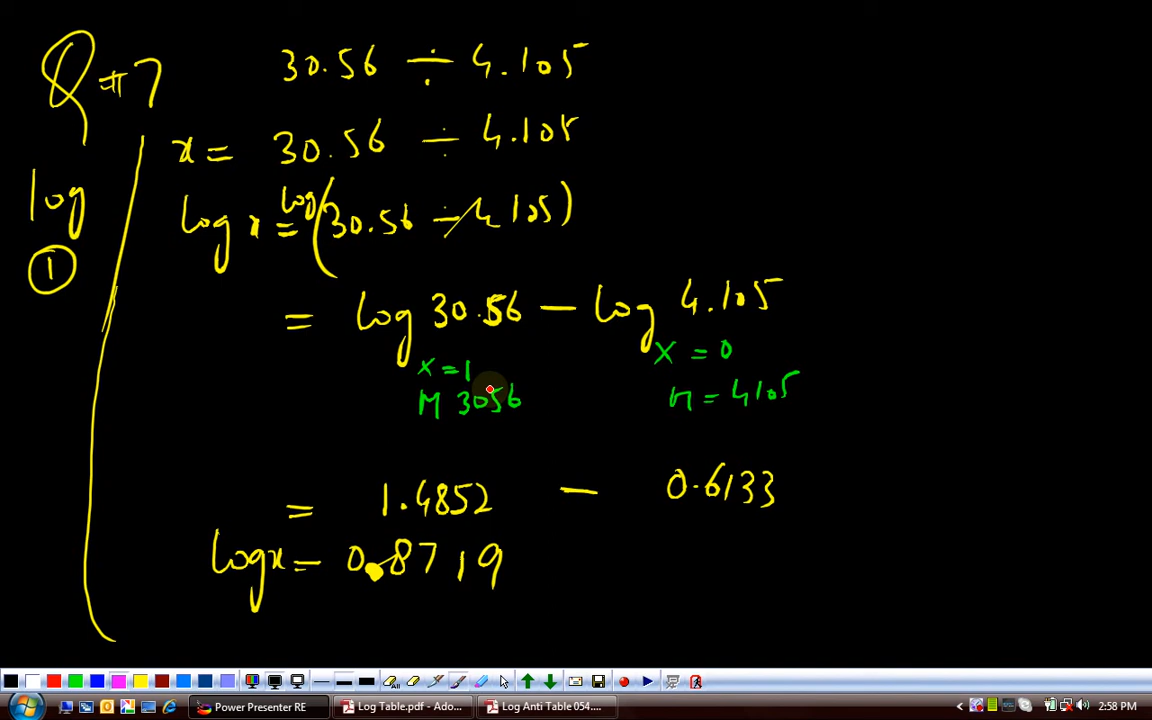 Q #7 30.56 ÷ 4.105
x = 30.56 ÷ 4.105
log ① log x = log(30.56 ÷ 4.105)
= log 30.56 − log 4.105
X = 1 X = 0
M 3056 M = 4105
= 1.4852 − 0.6133
log x = 0.8719
Power Presenter RE Log Table.pdf - Ado... Log Anti Table 054.... 2:58 PM